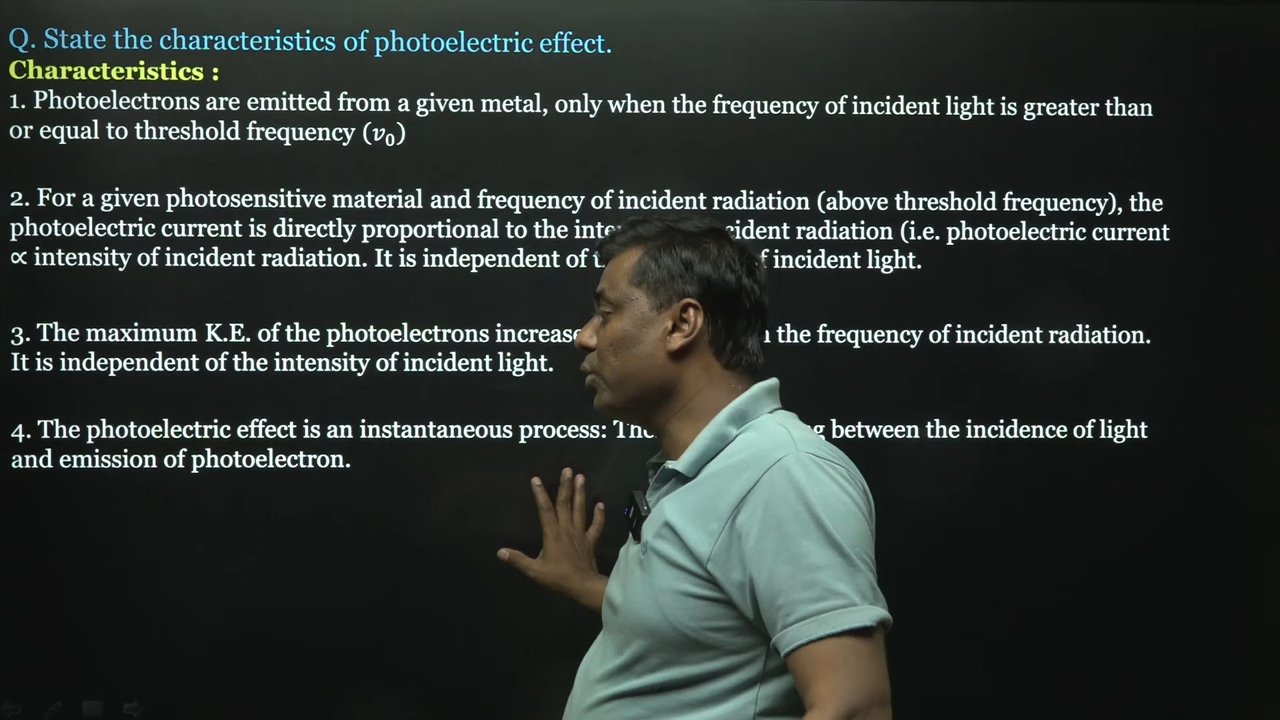 Q. State the characteristics of photoelectric effect.
Characteristics :
1. Photoelectrons are emitted from a given metal, only when the frequency of incident light is greater than
or equal to threshold frequency (v₀)
2. For a given photosensitive material and frequency of incident radiation (above threshold frequency), the
photoelectric current is directly proportional to the radiation (i.e. photoelectric current
∝ intensity of incident radiation. It is independent of incident light.
3. The maximum K.E. of the photoelectrons the frequency of incident radiation.
It is independent of the intensity of incident light.
4. The photoelectric effect is an instantaneous process: between the incidence of light
and emission of photoelectron.